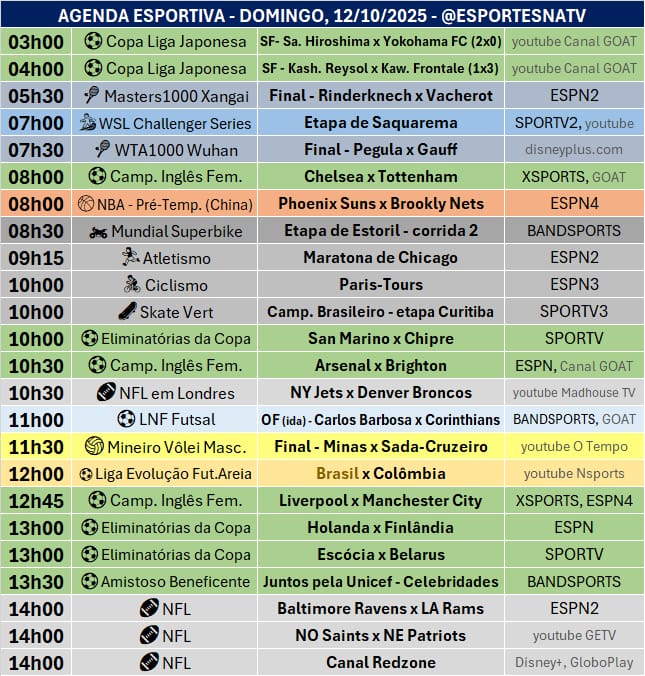 AGENDA ESPORTIVA - DOMINGO, 12/10/2025 - @ESPORTESNATV
03h00 Copa Liga Japonesa SF- Sa. Hiroshima x Yokohama FC (2x0) youtube Canal GOAT
04h00 Copa Liga Japonesa SF - Kash. Reysol x Kaw. Frontale (1x3) youtube Canal GOAT
05h30 Masters1000 Xangai Final - Rinderknech x Vacherot ESPN2
07h00 WSL Challenger Series Etapa de Saquarema SPORTV2, youtube
07h30 WTA1000 Wuhan Final - Pegula x Gauff disneyplus.com
08h00 Camp. Inglês Fem. Chelsea x Tottenham XSPORTS, GOAT
08h00 NBA - Pré-Temp. (China) Phoenix Suns x Brookly Nets ESPN4
08h30 Mundial Superbike Etapa de Estoril - corrida 2 BANDSPORTS
09h15 Atletismo Maratona de Chicago ESPN2
10h00 Ciclismo Paris-Tours ESPN3
10h00 Skate Vert Camp. Brasileiro - etapa Curitiba SPORTV3
10h00 Eliminatórias da Copa San Marino x Chipre SPORTV
10h30 Camp. Inglês Fem. Arsenal x Brighton ESPN, Canal GOAT
10h30 NFL em Londres NY Jets x Denver Broncos youtube Madhouse TV
11h00 LNF Futsal OF (ida) - Carlos Barbosa x Corinthians BANDSPORTS, GOAT
11h30 Mineiro Vôlei Masc. Final - Minas x Sada-Cruzeiro youtube O Tempo
12h00 Liga Evolução Fut.Areia Brasil x Colômbia youtube Nsports
12h45 Camp. Inglês Fem. Liverpool x Manchester City XSPORTS, ESPN4
13h00 Eliminatórias da Copa Holanda x Finlândia ESPN
13h00 Eliminatórias da Copa Escócia x Belarus SPORTV
13h30 Amistoso Beneficente Juntos pela Unicef - Celebridades BANDSPORTS
14h00 NFL Baltimore Ravens x LA Rams ESPN2
14h00 NFL NO Saints x NE Patriots youtube GETV
14h00 NFL Canal Redzone Disney+, GloboPlay